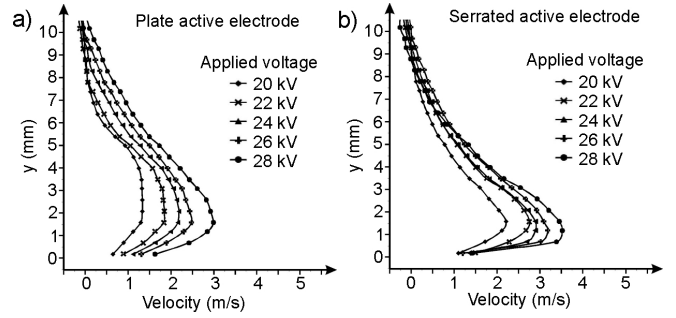 a) Plate active electrode
Applied voltage
20 kV
22 kV
24 kV
26 kV
28 kV
y (mm)
10
9
8
7
6
5
4
3
2
1
0
0 1 2 3 4 5
Velocity (m/s)
b) Serrated active electrode
Applied voltage
20 kV
22 kV
24 kV
26 kV
28 kV
y (mm)
10
9
8
7
6
5
4
3
2
1
0
0 1 2 3 4 5
Velocity (m/s)